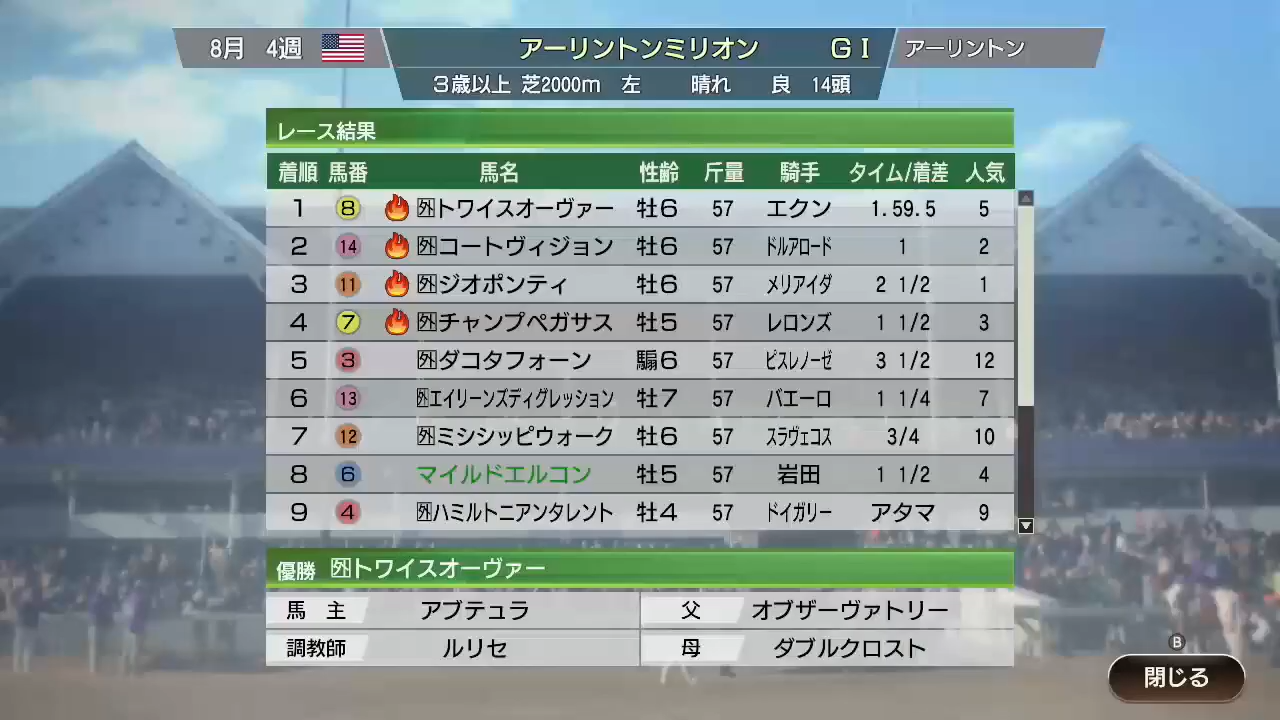 8月 4週 アーリントンミリオン GⅠ アーリントン
3歳以上 芝2000m 左 晴れ 良 14頭
レース結果
着順 馬番 馬名 性齢 斤量 騎手 タイム/着差 人気
1 8 外トワイスオーヴァー 牡6 57 エクン 1.59.5 5
2 14 外コートヴィジョン 牡6 57 ドルアロード 1 2
3 11 外ジオポンティ 牡6 57 メリアイダ 2 1/2 1
4 7 外チャンプペガサス 牡5 57 レロンズ 1 1/2 3
5 3 外ダコタフォーン 騸6 57 ピスレノーゼ 3 1/2 12
6 13 外エイリーンズディグレッション 牡7 57 バエーロ 1 1/4 7
7 12 外ミシシッピウォーク 牡6 57 スラヴェコス 3/4 10
8 6 マイルドエルコン 牡5 57 岩田 1 1/2 4
9 4 外ハミルトニアンタレント 牡4 57 ドイガリー アタマ 9
優勝 外トワイスオーヴァー
馬 主 アブテュラ 父 オブザーヴァトリー
調教師 ルリセ 母 ダブルクロスト
B
閉じる